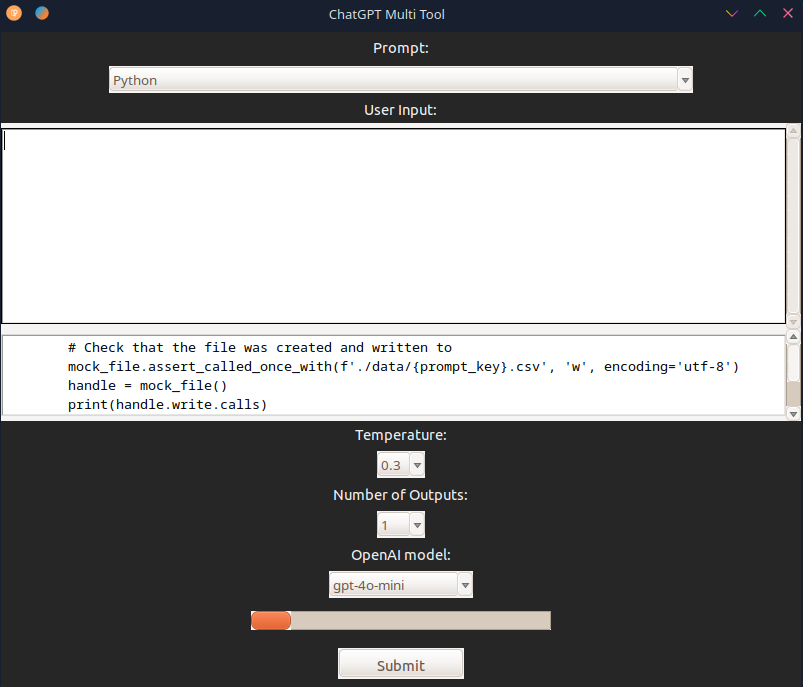 ChatGPT Multi Tool
Prompt:
Python
User Input:
# Check that the file was created and written to
mock_file.assert_called_once_with(f'./data/{prompt_key}.csv', 'w', encoding='utf-8')
handle = mock_file()
print(handle.write.calls)
Temperature:
0.3
Number of Outputs:
1
OpenAI model:
gpt-4o-mini
Submit